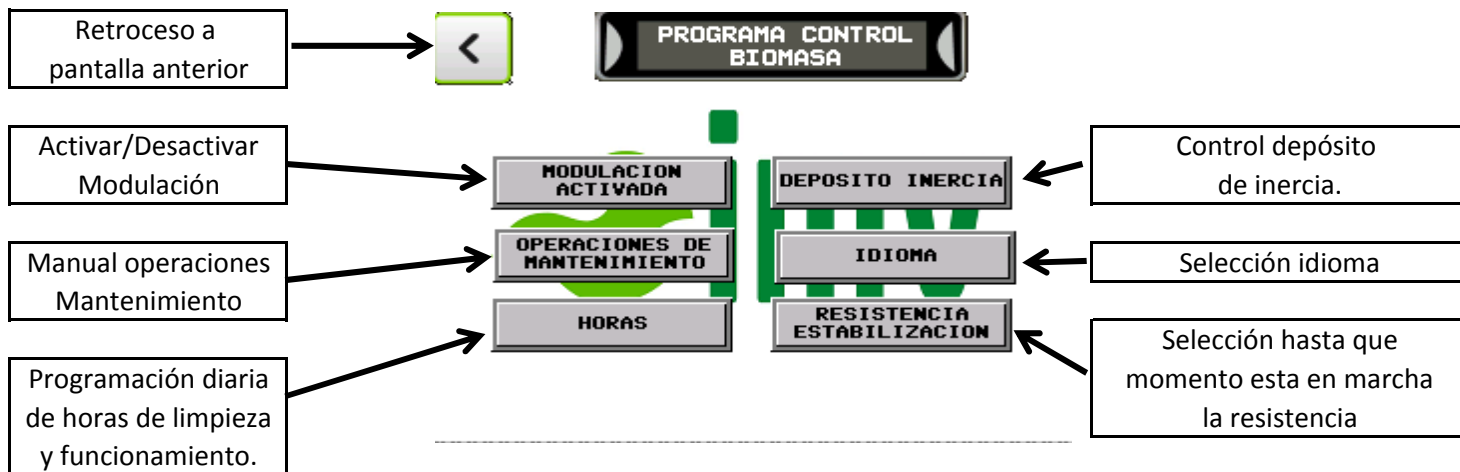 Retroceso a
pantalla anterior
<
PROGRAMA CONTROL
BIOMASA
Activar/Desactivar
Modulación
MODULACION
ACTIVADA
DEPOSITO INERCIA
Control depósito
de inercia.
Manual operaciones
Mantenimiento
OPERACIONES DE
MANTENIMIENTO
IDIOMA
Selección idioma
HORAS
RESISTENCIA
ESTABILIZACION
Programación diaria
de horas de limpieza
y funcionamiento.
Selección hasta que
momento esta en marcha
la resistencia